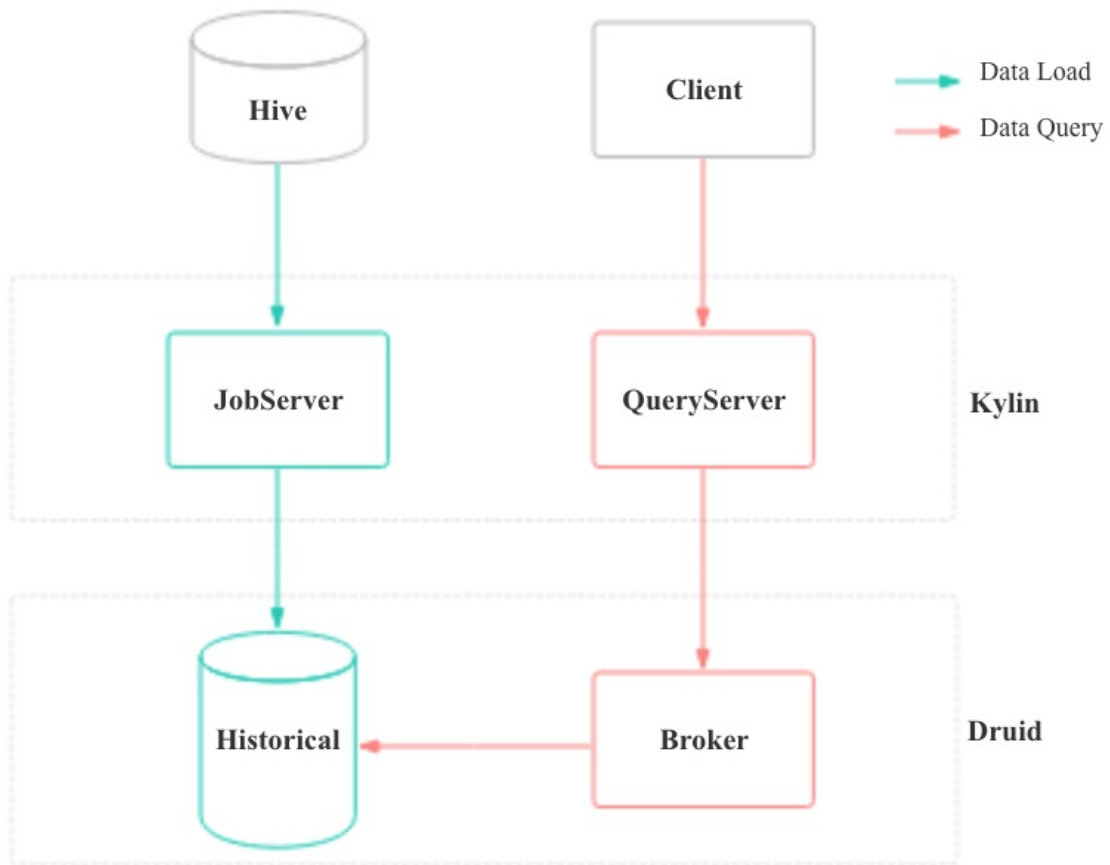 Hive
Client
Data Load
Data Query
JobServer
QueryServer
Kylin
Historical
Broker
Druid